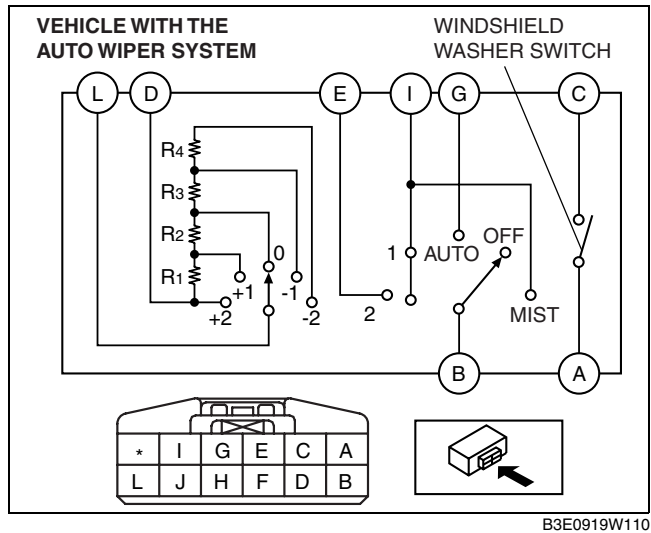 VEHICLE WITH THE
AUTO WIPER SYSTEM
WINDSHIELD
WASHER SWITCH
L D E I G C
R4
R3
R2
R1
0
+1
-1
+2
-2
1
2
AUTO
OFF
MIST
B A
* I G E C A
L J H F D B
B3E0919W110